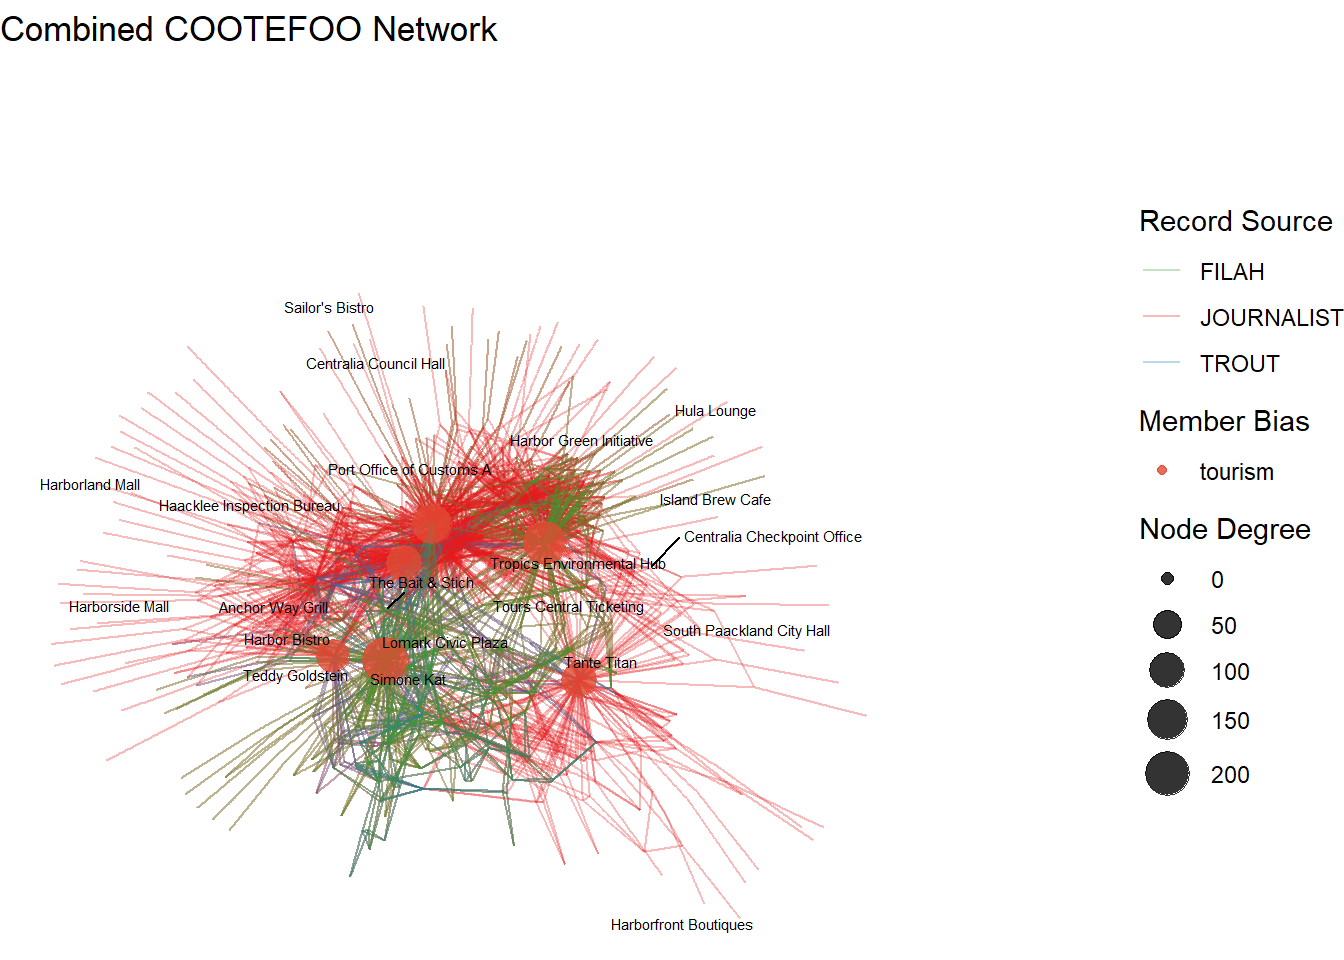 Combined COOTEFOO Network
Sailor's Bistro
Centralia Council Hall
Hula Lounge
Harbor Green Initiative
Port Office of Customs A
Harborland Mall
Island Brew Cafe
Haacklee Inspection Bureau
Centralia Checkpoint Office
Tropics Environmental Hub
The Bait & Stich
Harborside Mall
Anchor Way Grill
Tours Central Ticketing
South Paackland City Hall
Harbor Bistro
Lomark Civic Plaza
Tante Titan
Teddy Goldstein
Simone Kat
Harborfront Boutiques
Record Source
FILAH
JOURNALIST
TROUT
Member Bias
tourism
Node Degree
0
50
100
150
200